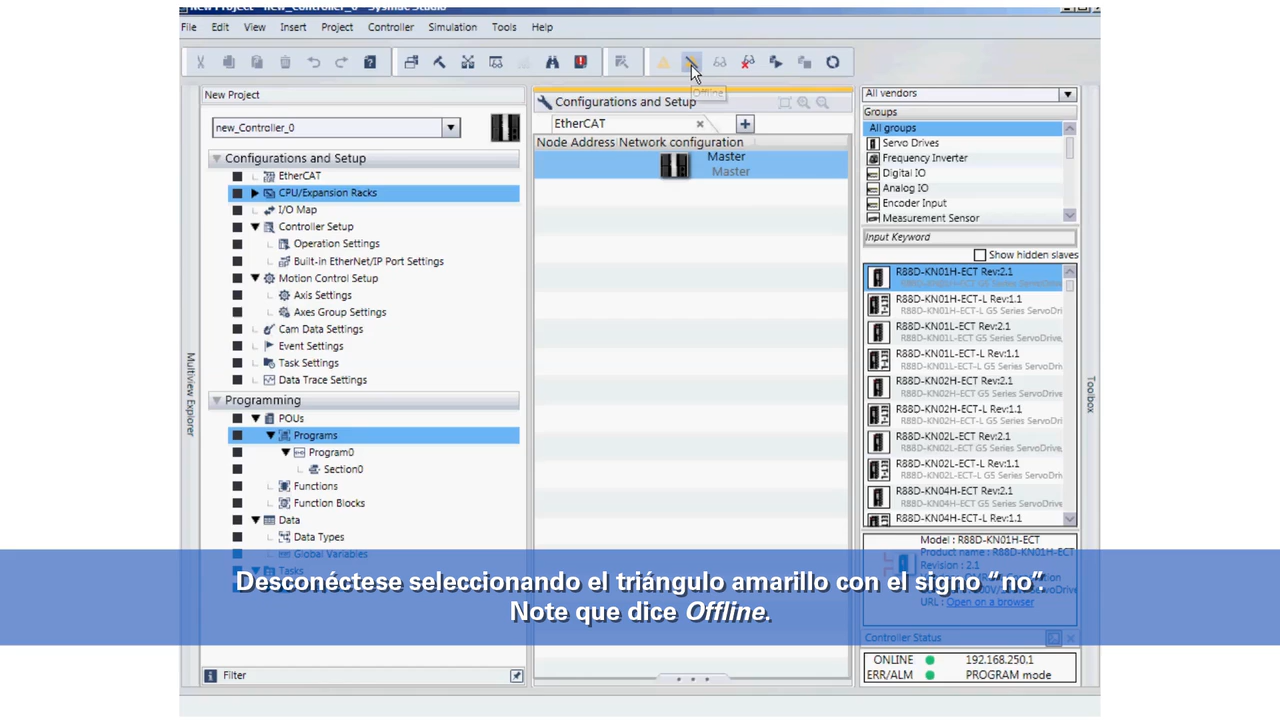 New Project - new_Controller_0 - Sysmac Studio
File Edit View Insert Project Controller Simulation Tools Help
New Project
new_Controller_0
Configurations and Setup
EtherCAT
CPU/Expansion Racks
I/O Map
Controller Setup
Operation Settings
Built-in EtherNet/IP Port Settings
Motion Control Setup
Axis Settings
Axes Group Settings
Cam Data Settings
Event Settings
Task Settings
Data Trace Settings
Programming
POUs
Programs
Program0
Section0
Functions
Function Blocks
Data
Data Types
Global Variables
Tasks
Filter
Multiview Explorer
Offline
Configurations and Setup
EtherCAT
Node Address Network configuration
Master
Master
All vendors
Groups
All groups
Servo Drives
Frequency Inverter
Digital IO
Analog IO
Encoder Input
Measurement Sensor
Input Keyword
Show hidden slaves
R88D-KN01H-ECT Rev:2.1
R88D-KN01H-ECT G5 Series ServoDrive
R88D-KN01H-ECT-L Rev:1.1
R88D-KN01H-ECT-L G5 Series ServoDri
R88D-KN01L-ECT Rev:2.1
R88D-KN01L-ECT G5 Series ServoDrive,
R88D-KN01L-ECT-L Rev:1.1
R88D-KN01L-ECT-L G5 Series ServoDriv
R88D-KN02H-ECT Rev:2.1
R88D-KN02H-ECT G5 Series ServoDrive
R88D-KN02H-ECT-L Rev:1.1
R88D-KN02H-ECT-L G5 Series ServoDri
R88D-KN02L-ECT Rev:2.1
R88D-KN02L-ECT G5 Series ServoDrive,
R88D-KN02L-ECT-L Rev:1.1
R88D-KN02L-ECT-L G5 Series ServoDriv
R88D-KN04H-ECT Rev:2.1
R88D-KN04H-ECT G5 Series ServoDrive
R88D-KN04H-ECT-L Rev:1.1
Model : R88D-KN01H-ECT
Product name : R88D-KN01H-ECT
Revision : 2.1
URL : Open on a browser
Toolbox
Controller Status
ONLINE 192.168.250.1
ERR/ALM PROGRAM mode
Desconéctese seleccionando el triángulo amarillo con el signo “no”.
Note que dice Offline.